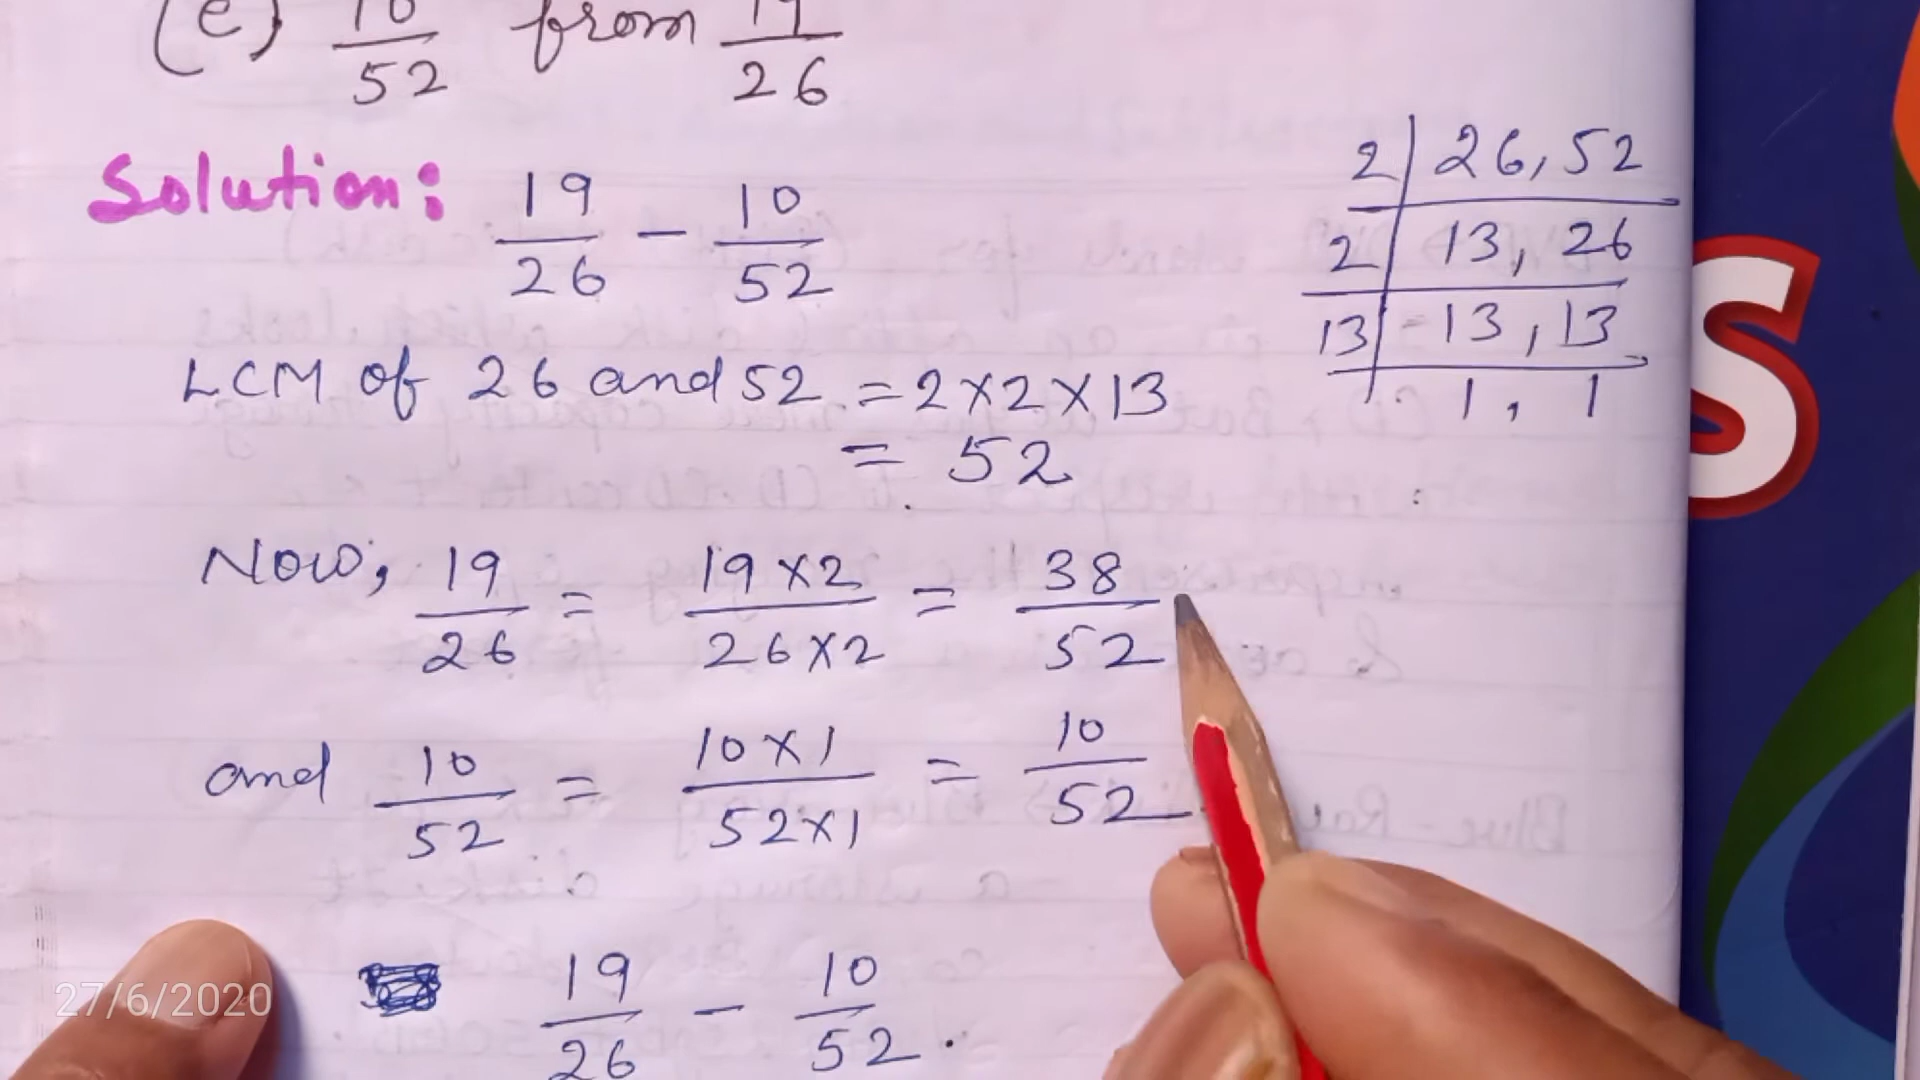 (e) 10/52 from 19/26
Solution: 19/26 - 10/52
2 | 26, 52
2 | 13, 26
13 | 13, 13
1, 1
LCM of 26 and 52 = 2×2×13
= 52
Now, 19/26 = 19×2/26×2 = 38/52
and 10/52 = 10×1/52×1 = 10/52
19/26 - 10/52
27/6/2020
S